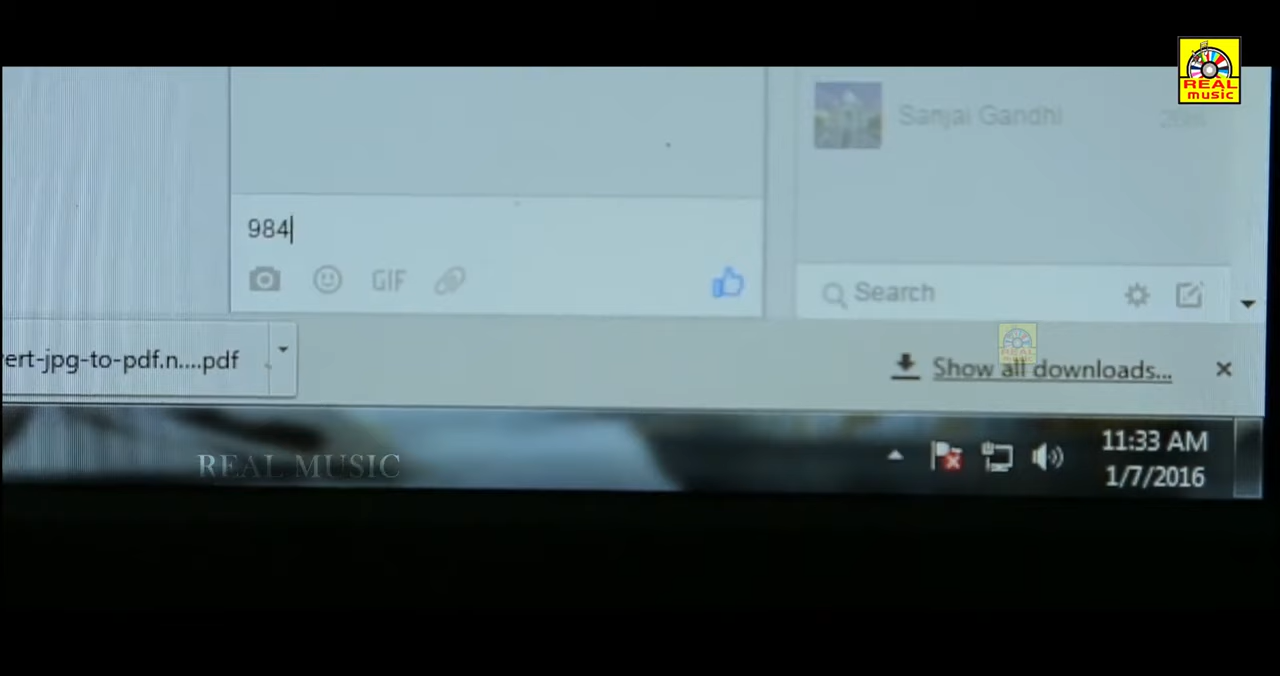 REAL
music
Sanjai Gandhi
984
GIF
Search
ert-jpg-to-pdf.n....pdf
REAL
Show all downloads...
REAL MUSIC
11:33 AM
1/7/2016